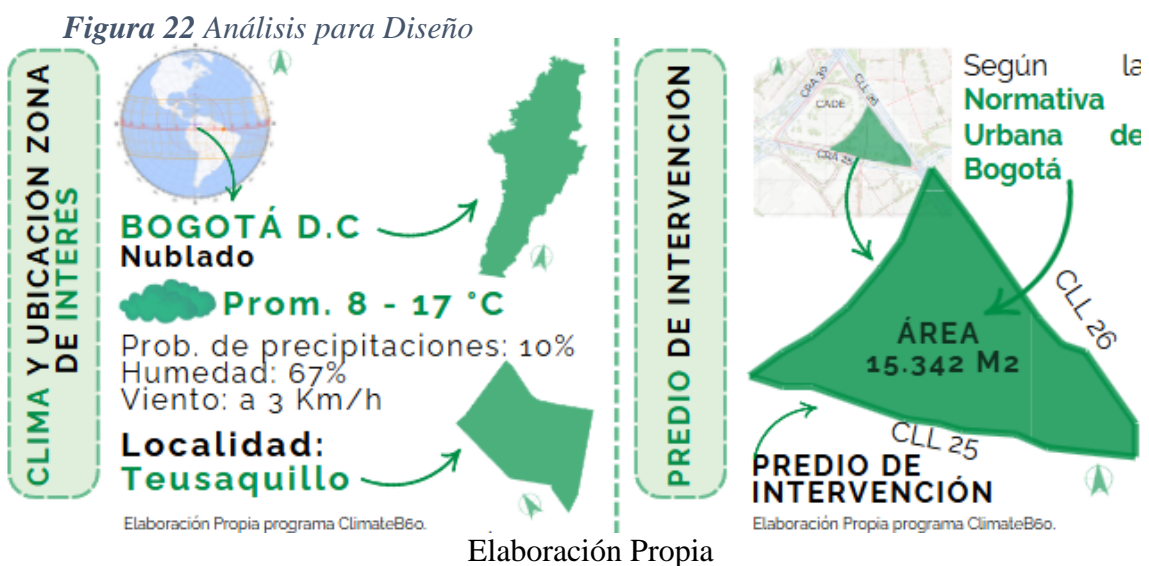 Figura 22 Análisis para Diseño
CLIMA Y UBICACIÓN ZONA
DE INTERÉS
BOGOTÁ D.C
Nublado
Prom. 8 - 17 °C
Prob. de precipitaciones: 10%
Humedad: 67%
Viento: a 3 Km/h
Localidad:
Teusaquillo
Elaboración Propia programa ClimateB6o.
PREDIO DE INTERVENCIÓN
CRA 30
CLL 26
CADE
CRA 25
Según la
Normativa
Urbana de
Bogotá
CLL 26
ÁREA
15.342 M2
CLL 25
PREDIO DE
INTERVENCIÓN
Elaboración Propia programa ClimateB6o.
Elaboración Propia